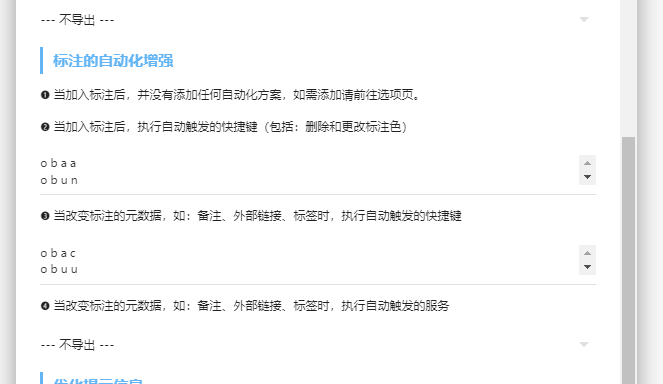 --- 不导出 ---
标注的自动化增强
❶ 当加入标注后，并没有添加任何自动化方案，如需添加请前往选项页。
❷ 当加入标注后，执行自动触发的快捷键（包括：删除和更改标注色）
o b a a
o b u n
❸ 当改变标注的元数据，如：备注、外部链接、标签时，执行自动触发的快捷键
o b a c
o b u u
❹ 当改变标注的元数据，如：备注、外部链接、标签时，执行自动触发的服务
--- 不导出 ---
优化提示信息